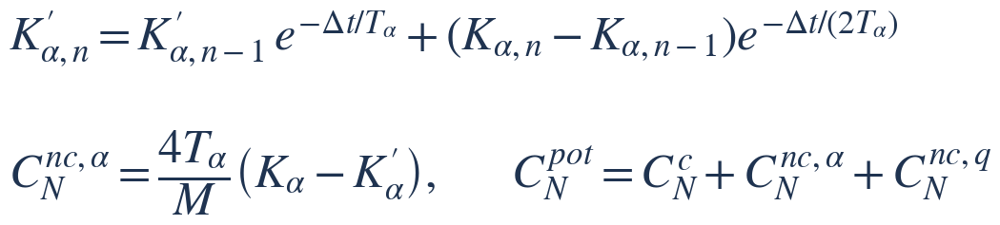 K'_{α,n} = K'_{α,n-1} e^{-Δt/T_α} + (K_{α,n} - K_{α,n-1})e^{-Δt/(2T_α)}
C_N^{nc,α} = \frac{4T_α}{M} (K_α - K'_α), C_N^{pot} = C_N^c + C_N^{nc,α} + C_N^{nc,q}